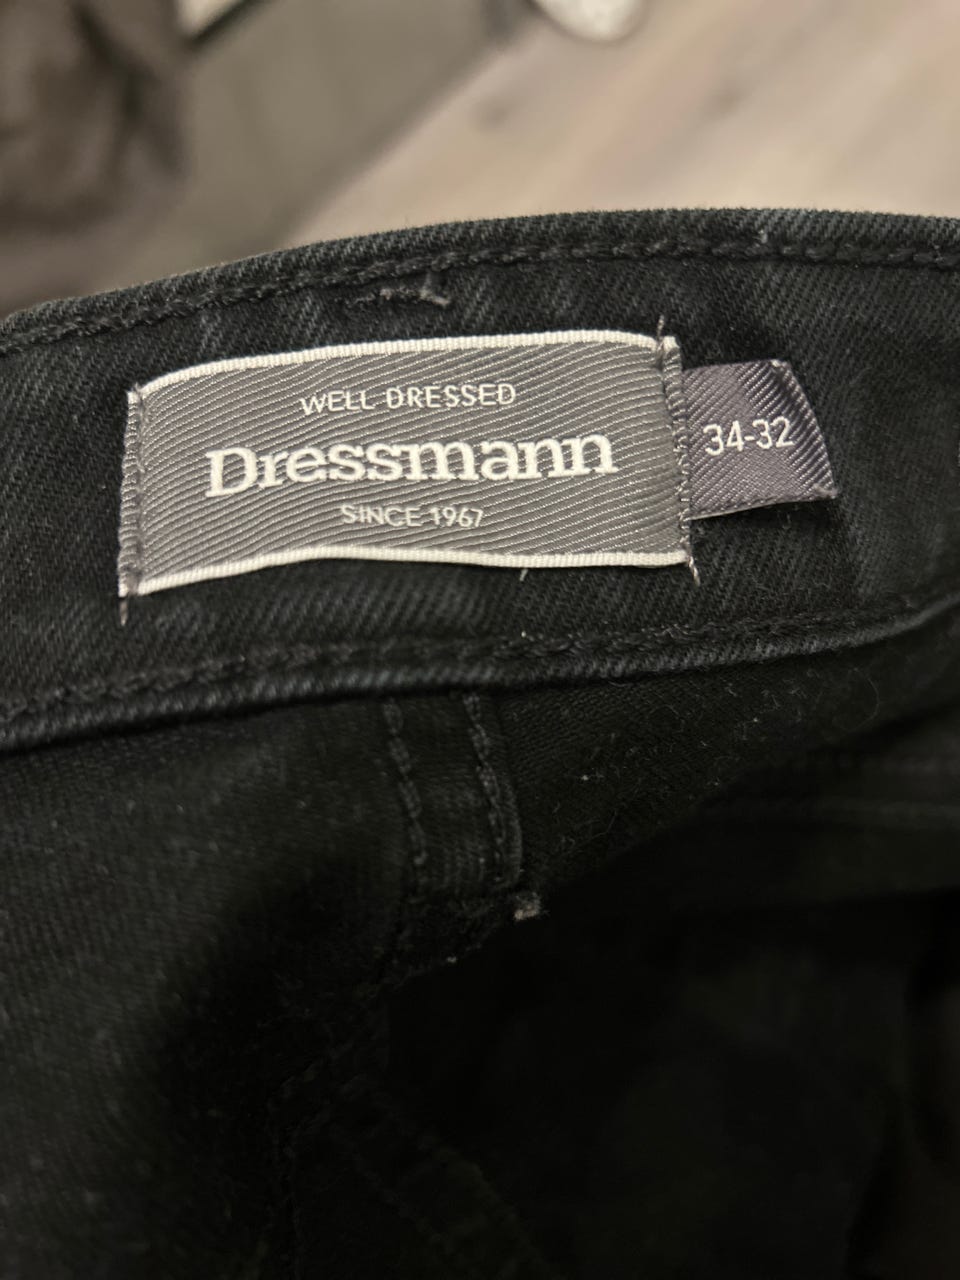 WELL DRESSED
Dressmann
SINCE 1967
34-32